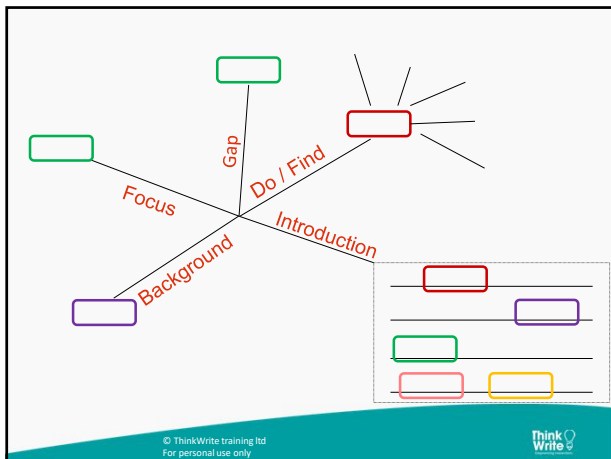 Gap
Do / Find
Focus
Introduction
Background
© ThinkWrite training ltd
For personal use only
Think
Write